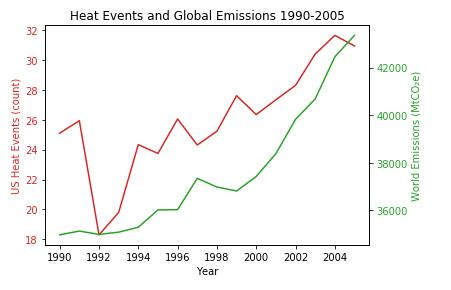 Heat Events and Global Emissions 1990-2005
32
30
28
26
24
22
20
18
US Heat Events (count)
42000
40000
38000
36000
World Emissions (MtCO₂e)
1990 1992 1994 1996 1998 2000 2002 2004
Year